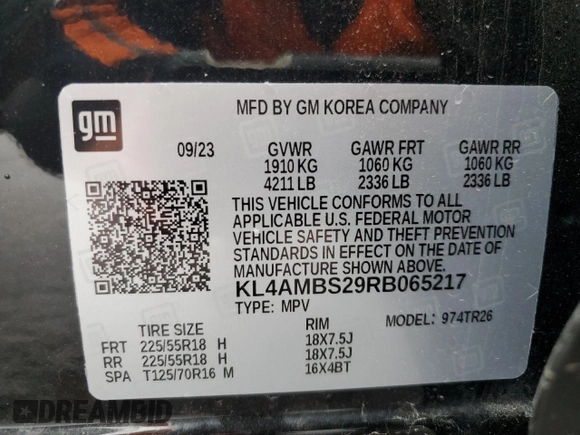 gm
MFD BY GM KOREA COMPANY
09/23 GVWR GAWR FRT GAWR RR
1910 KG 1060 KG 1060 KG
4211 LB 2336 LB 2336 LB
THIS VEHICLE CONFORMS TO ALL
APPLICABLE U.S. FEDERAL MOTOR
VEHICLE SAFETY AND THEFT PREVENTION
STANDARDS IN EFFECT ON THE DATE OF
MANUFACTURE SHOWN ABOVE.
KL4AMBS29RB065217
TYPE: MPV
MODEL: 974TR26
TIRE SIZE RIM
FRT 225/55R18 H 18X7.5J
RR 225/55R18 H 18X7.5J
SPA T125/70R16 M 16X4BT
DREAMBID